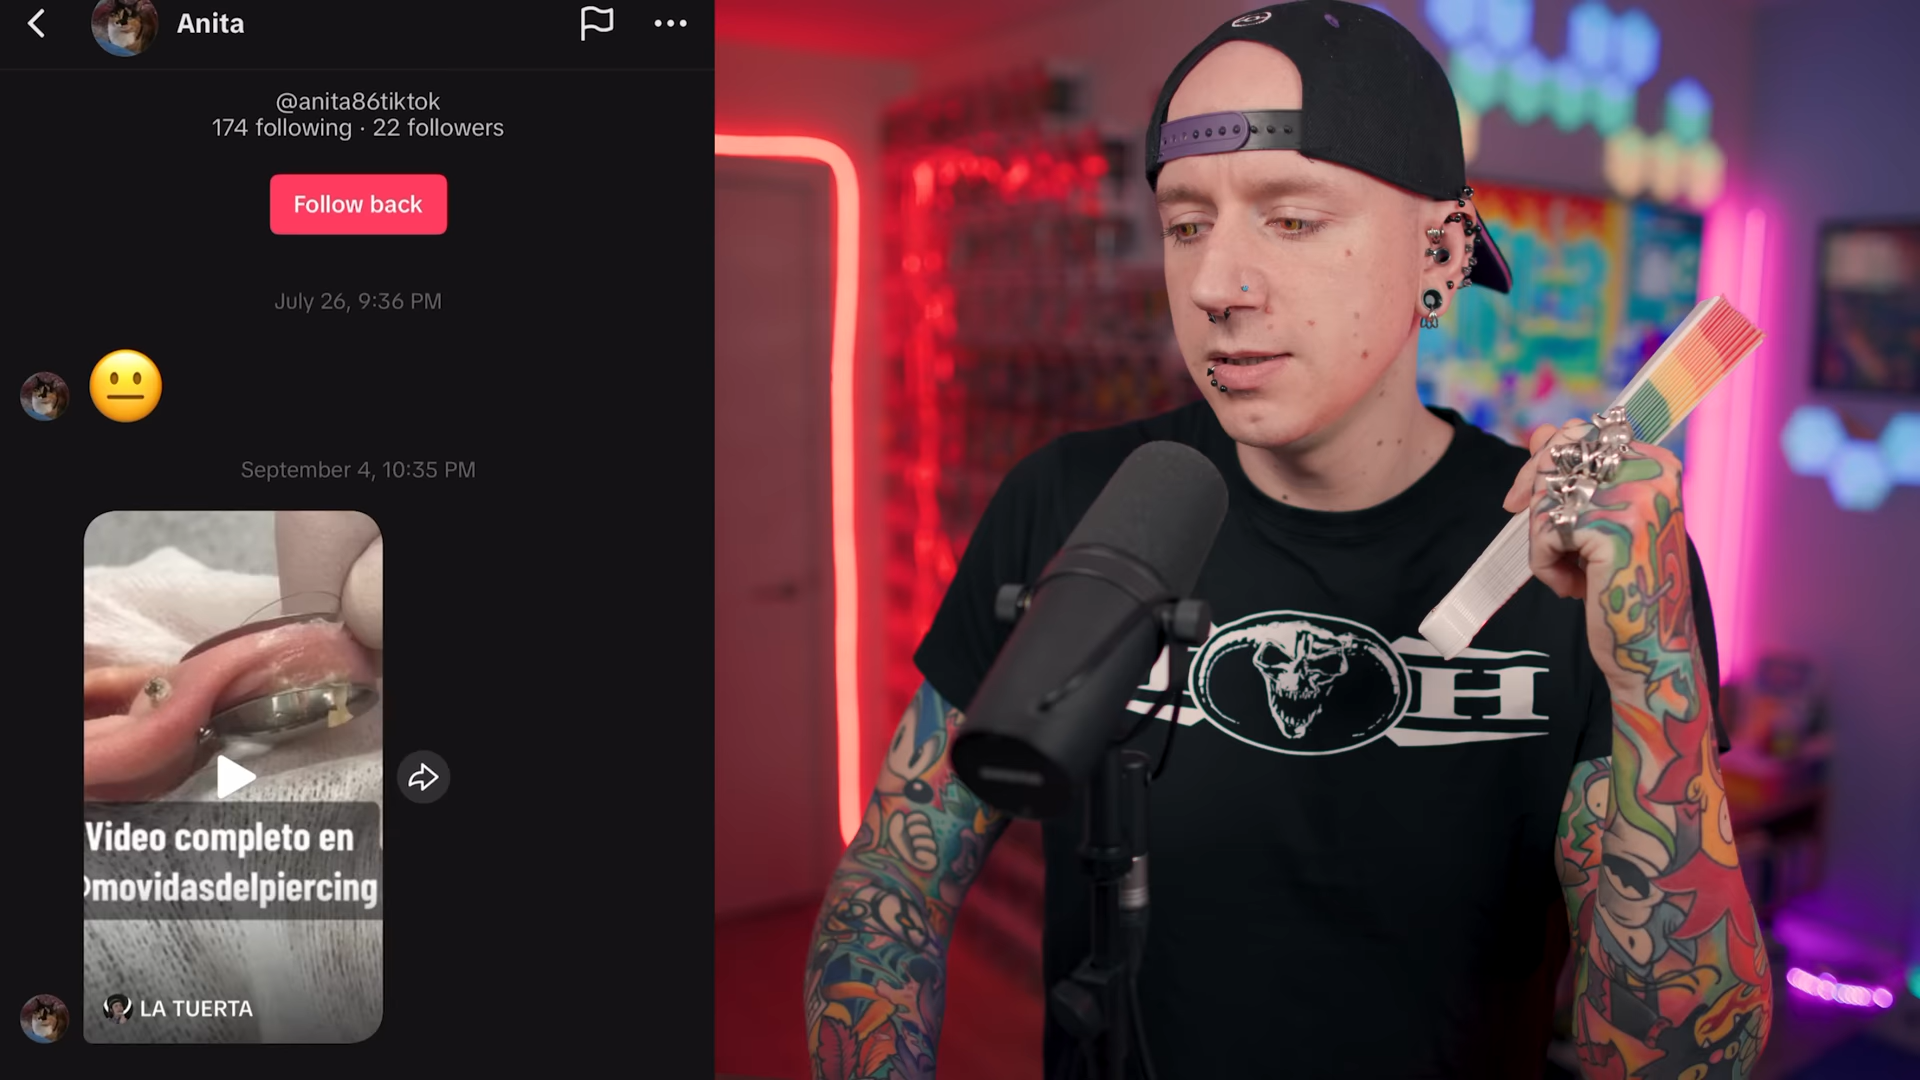 Anita
@anita86tiktok
174 following · 22 followers
Follow back
July 26, 9:36 PM
September 4, 10:35 PM
Video completo en
movidasdelpiercing
LA TUERTA
H